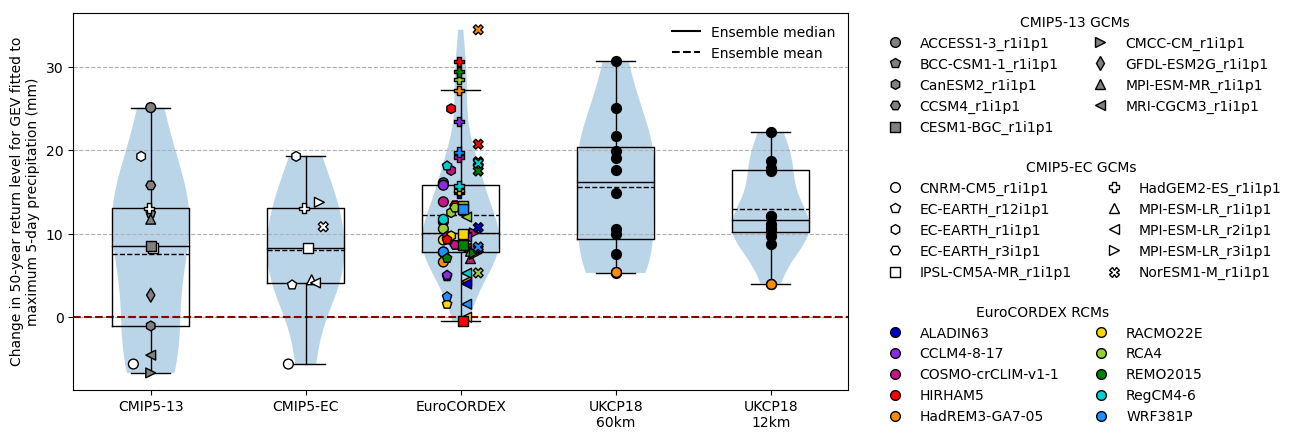 Change in 50-year return level for GEV fitted to
maximum 5-day precipitation (mm)
30
20
10
0
Ensemble median
Ensemble mean
CMIP5-13
CMIP5-EC
EuroCORDEX
UKCP18
60km
UKCP18
12km
CMIP5-13 GCMs
ACCESS1-3_r1i1p1
BCC-CSM1-1_r1i1p1
CanESM2_r1i1p1
CCSM4_r1i1p1
CESM1-BGC_r1i1p1
CMCC-CM_r1i1p1
GFDL-ESM2G_r1i1p1
MPI-ESM-MR_r1i1p1
MRI-CGCM3_r1i1p1
CMIP5-EC GCMs
CNRM-CM5_r1i1p1
EC-EARTH_r12i1p1
EC-EARTH_r1i1p1
EC-EARTH_r3i1p1
IPSL-CM5A-MR_r1i1p1
HadGEM2-ES_r1i1p1
MPI-ESM-LR_r1i1p1
MPI-ESM-LR_r2i1p1
MPI-ESM-LR_r3i1p1
NorESM1-M_r1i1p1
EuroCORDEX RCMs
ALADIN63
CCLM4-8-17
COSMO-crCLIM-v1-1
HIRHAM5
HadREM3-GA7-05
RACMO22E
RCA4
REMO2015
RegCM4-6
WRF381P